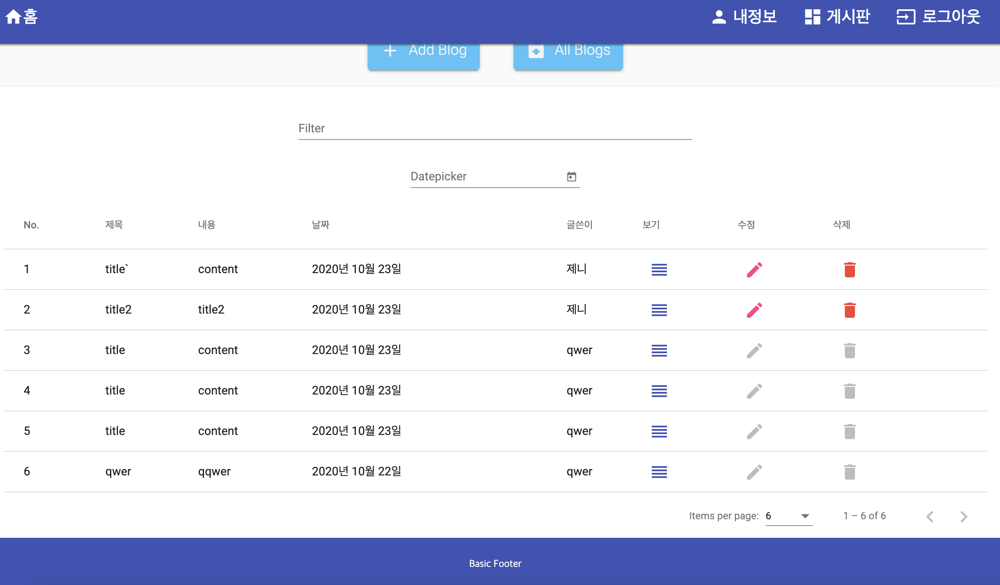 홈 내정보 게시판 로그아웃
Add Blog All Blogs
Filter
Datepicker
No. 제목 내용 날짜 글쓴이 보기 수정 삭제
1 title` content 2020년 10월 23일 제니
2 title2 title2 2020년 10월 23일 제니
3 title content 2020년 10월 23일 qwer
4 title content 2020년 10월 23일 qwer
5 title content 2020년 10월 23일 qwer
6 qwer qqwer 2020년 10월 22일 qwer
Items per page: 6 1 – 6 of 6
Basic Footer